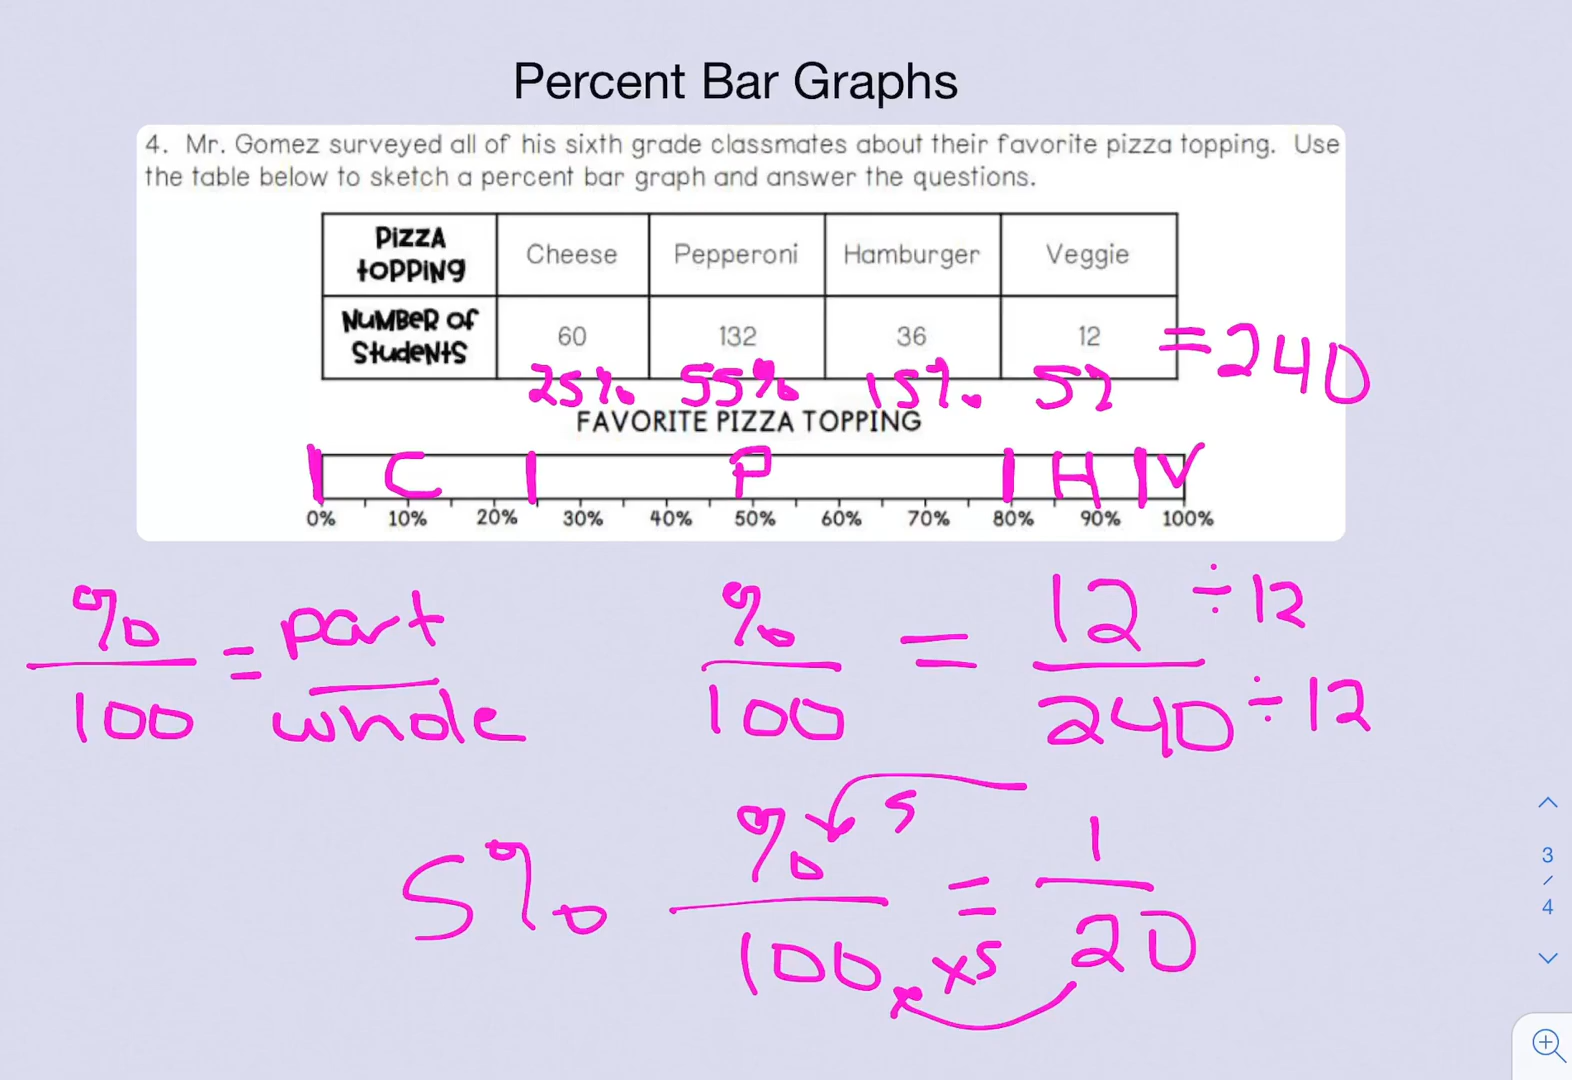 Percent Bar Graphs
4. Mr. Gomez surveyed all of his sixth grade classmates about their favorite pizza topping. Use
the table below to sketch a percent bar graph and answer the questions.
PiZZA toPPiNg Cheese Pepperoni Hamburger Veggie
NuMBeR of StudeNtS 60 132 36 12 = 240
25% 55% 15% 5%
FAVORITE PIZZA TOPPING
C P H V
0% 10% 20% 30% 40% 50% 60% 70% 80% 90% 100%
%/100 = part/whole
%/100 = 12 ÷ 12/240 ÷ 12
5% %/100 = 1/20
5
x5
3
/
4